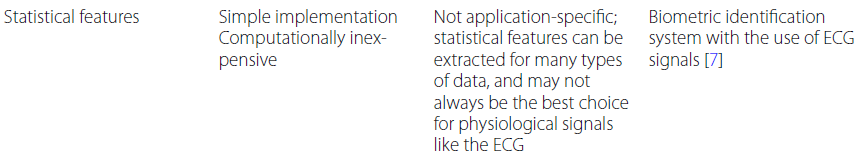 Statistical features
Simple implementation
Computationally inex-
pensive
Not application-specific;
statistical features can be
extracted for many types
of data, and may not
always be the best choice
for physiological signals
like the ECG
Biometric identification
system with the use of ECG
signals [7]